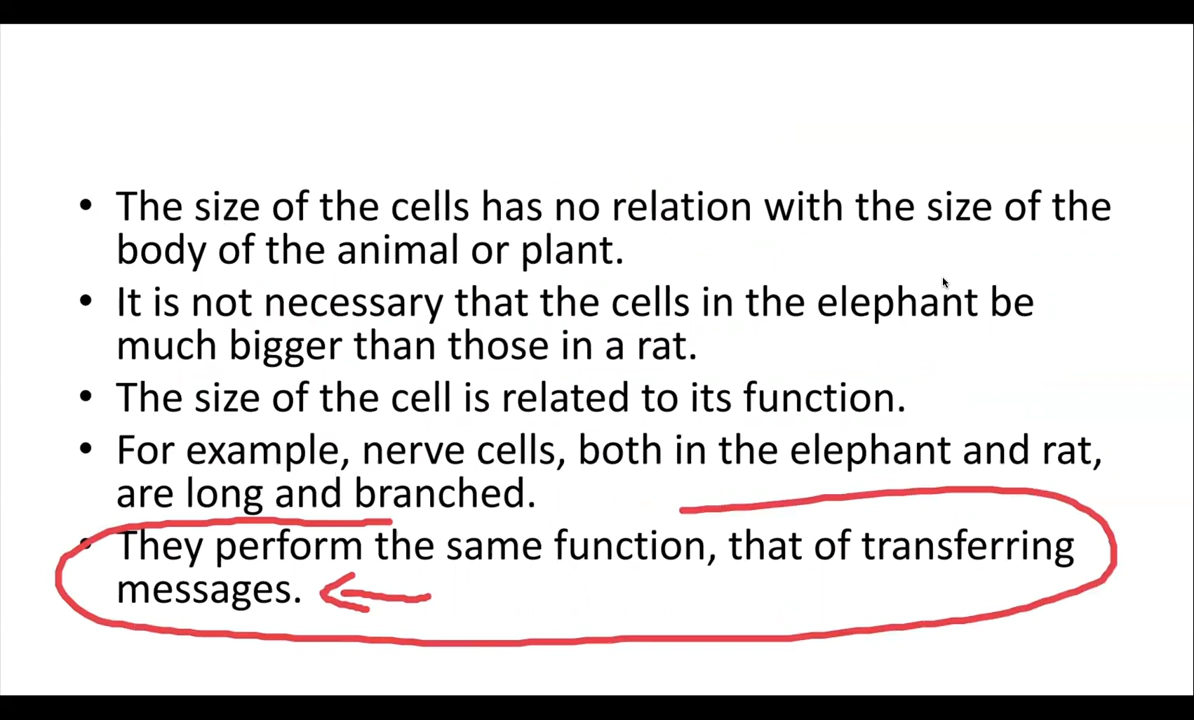 • The size of the cells has no relation with the size of the
body of the animal or plant.
• It is not necessary that the cells in the elephant be
much bigger than those in a rat.
• The size of the cell is related to its function.
• For example, nerve cells, both in the elephant and rat,
are long and branched.
• They perform the same function, that of transferring
messages.